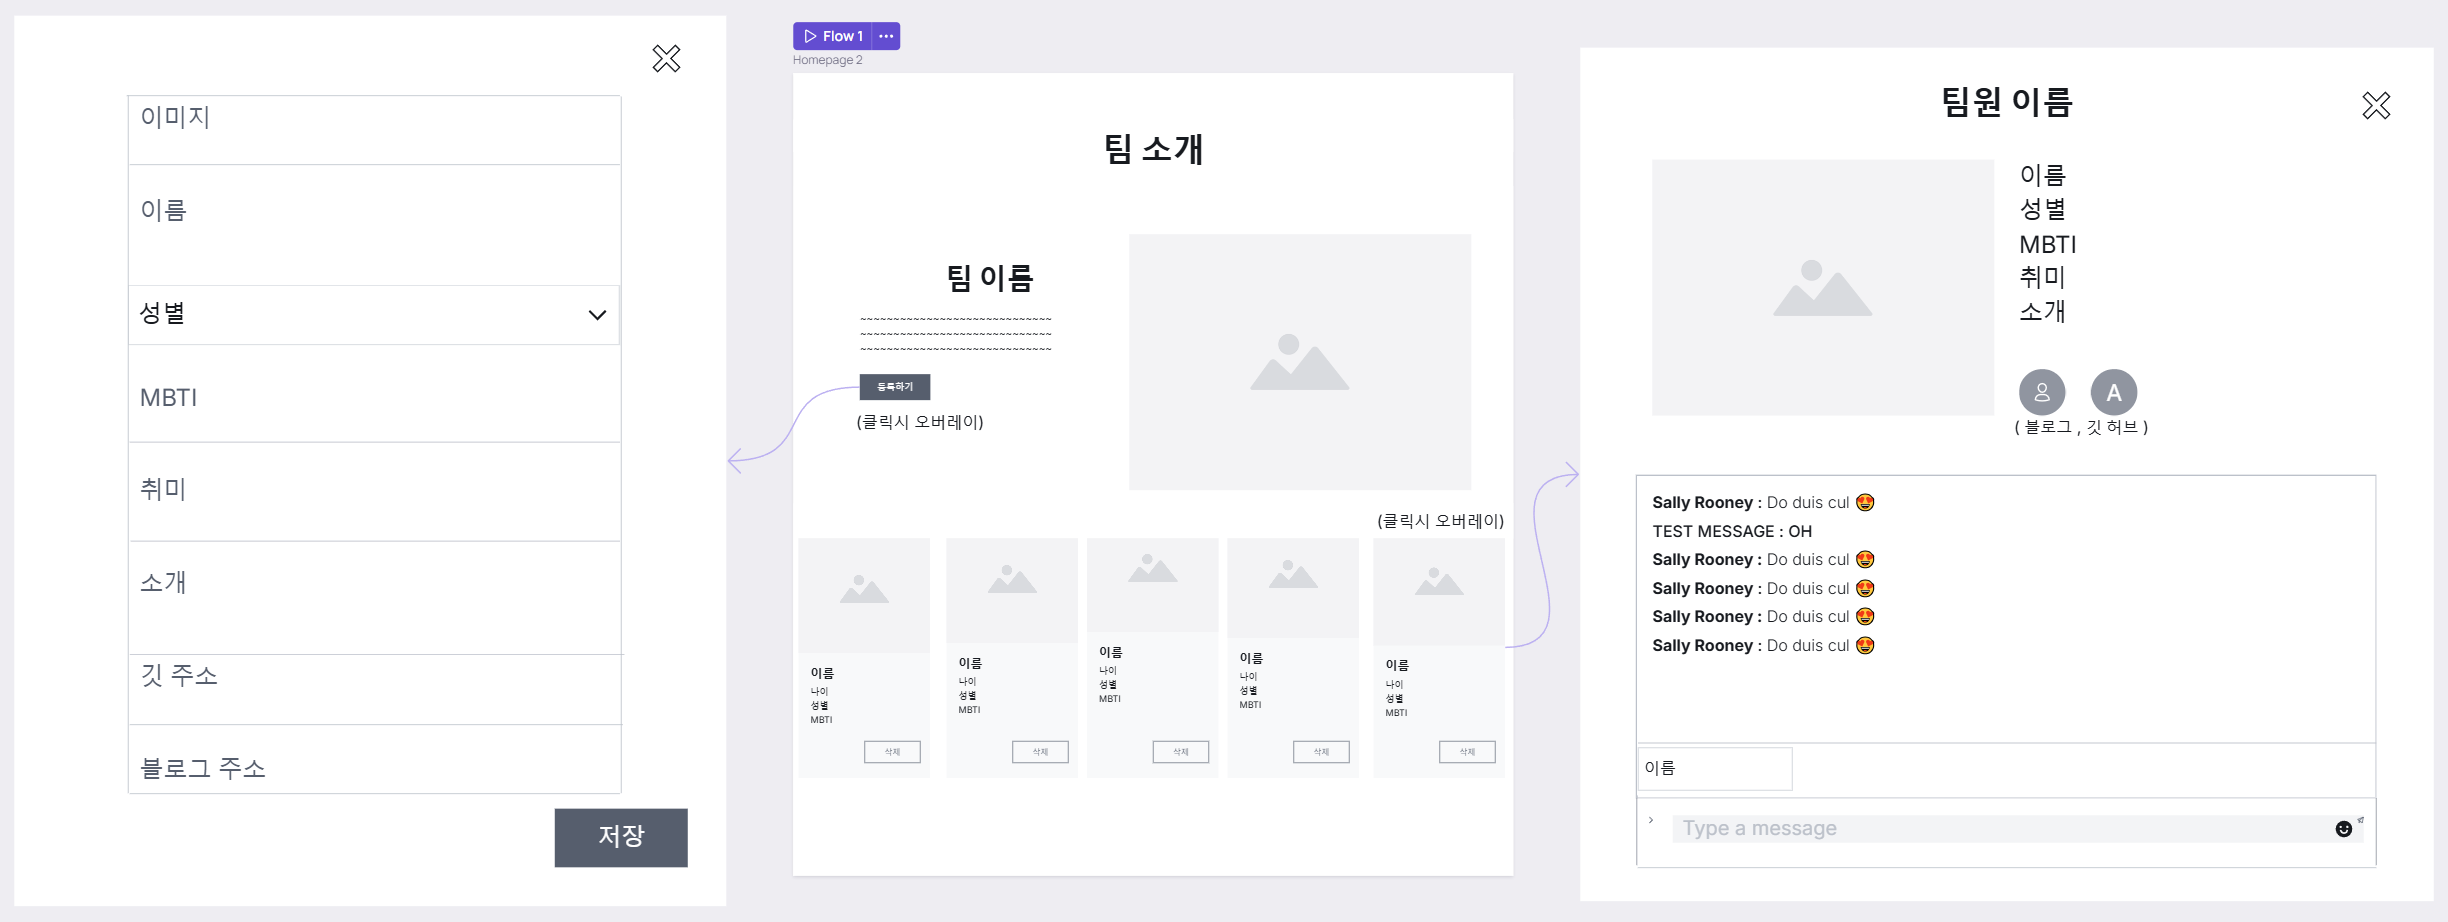 이미지
이름
성별
MBTI
취미
소개
깃 주소
블로그 주소
저장
Flow 1
Homepage 2
팀 소개
팀 이름
~~~~~~~~~~~~~~~~~~~~~~~~~~~~~
~~~~~~~~~~~~~~~~~~~~~~~~~~~~~
~~~~~~~~~~~~~~~~~~~~~~~~~~~~~
등록하기
(클릭시 오버레이)
(클릭시 오버레이)
이름
나이
성별
MBTI
삭제
이름
나이
성별
MBTI
삭제
이름
나이
성별
MBTI
삭제
이름
나이
성별
MBTI
삭제
이름
나이
성별
MBTI
삭제
팀원 이름
이름
성별
MBTI
취미
소개
A
( 블로그 , 깃 허브 )
Sally Rooney : Do duis cul 😍
TEST MESSAGE : OH
Sally Rooney : Do duis cul 😍
Sally Rooney : Do duis cul 😍
Sally Rooney : Do duis cul 😍
Sally Rooney : Do duis cul 😍
이름
Type a message